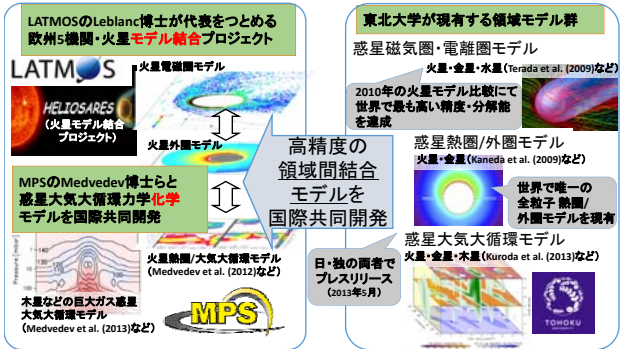 LATMOSのLeblanc博士が代表をつとめる
欧州5機関・火星モデル結合プロジェクト
LATMOS
火星電磁圏モデル
HELIOSARES
(火星モデル結合
プロジェクト)
火星外圏モデル
MPSのMedvedev博士らと
惑星大気大循環力学化学
モデルを国際共同開発
Pressure (mbar)
火星熱圏/大気大循環モデル
(Medvedev et al. (2012)など)
木星などの巨大ガス惑星
大気大循環モデル
(Medvedev et al. (2013)など)
MPS
高精度の
領域間結合
モデルを
国際共同開発
東北大学が現有する領域モデル群
惑星磁気圏・電離圏モデル
火星・金星・水星(Terada et al. (2009)など)
2010年の火星モデル比較にて
世界で最も高い精度・分解能
を達成
惑星熱圏/外圏モデル
火星・金星(Kaneda et al. (2009)など)
世界で唯一の
全粒子 熱圏/
外圏モデルを現有
惑星大気大循環モデル
火星・金星・木星(Kuroda et al. (2013)など)
日・独の両者で
プレスリリース
(2013年5月)
TOHOKU